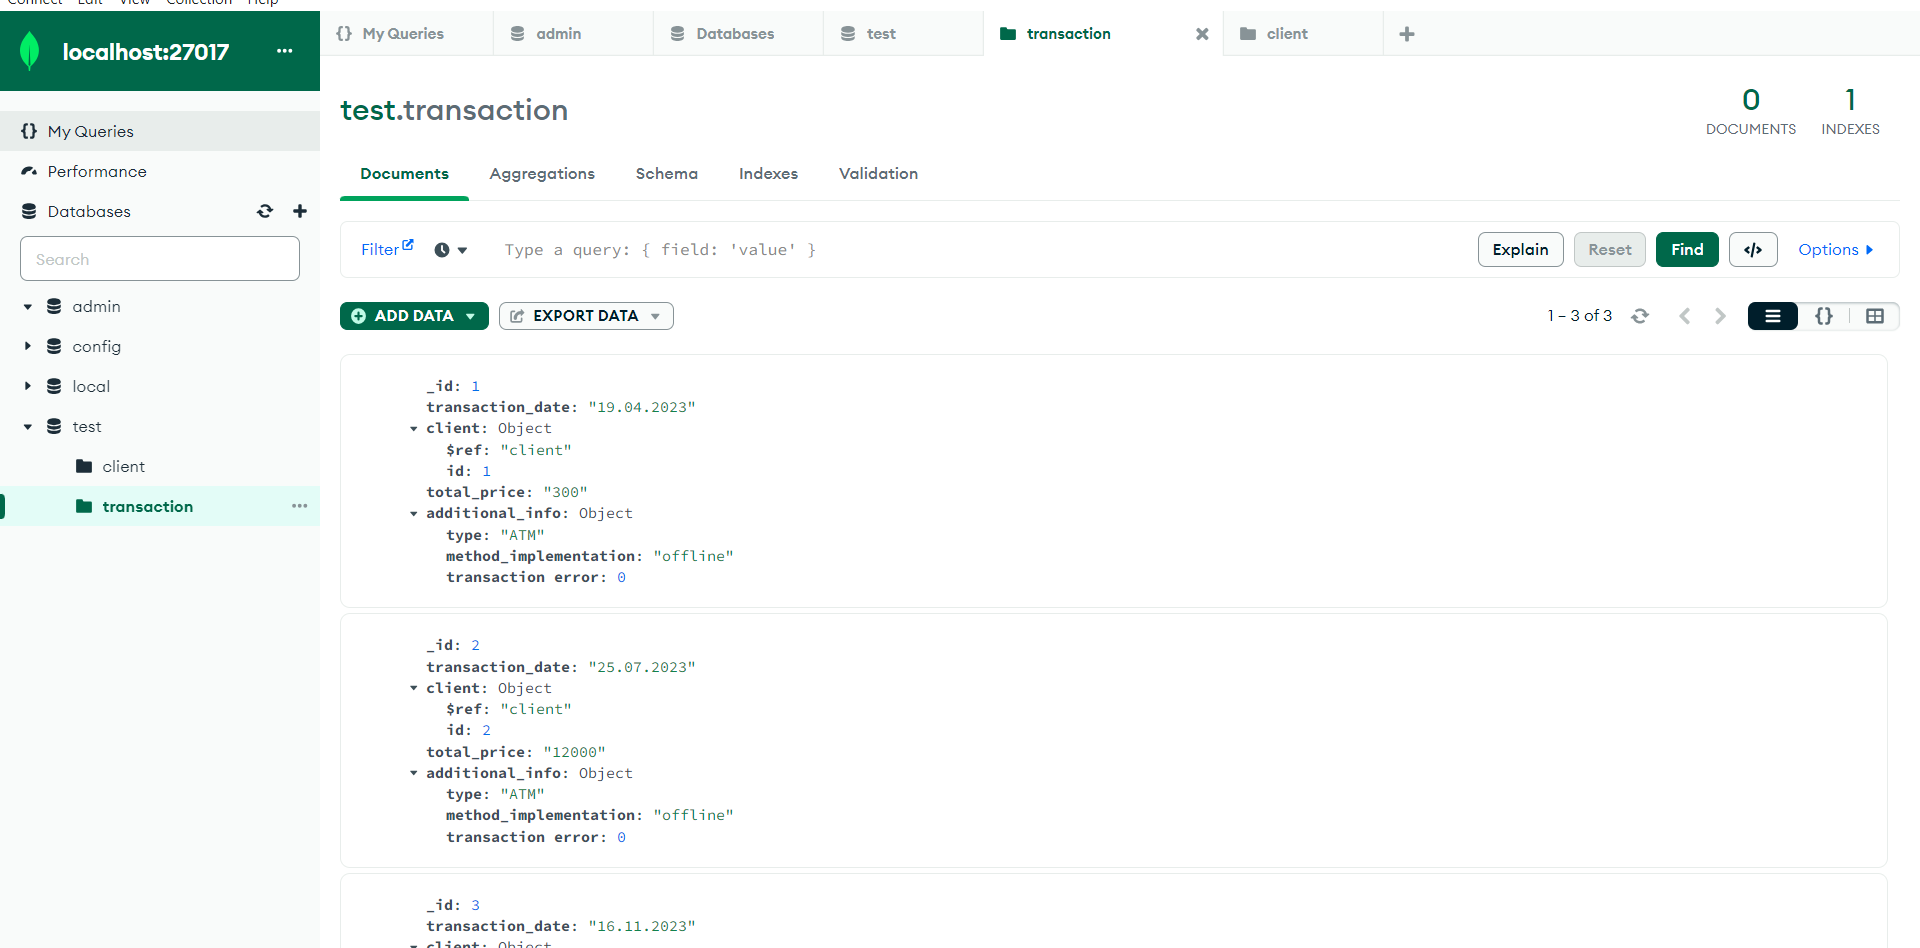 Connect Edit View Collection Help
localhost:27017
My Queries
admin
Databases
test
transaction
client
My Queries
Performance
Databases
Search
admin
config
local
test
client
transaction
test.transaction
0
DOCUMENTS
1
INDEXES
Documents
Aggregations
Schema
Indexes
Validation
Filter
Type a query: { field: 'value' }
Explain
Reset
Find
</>
Options
ADD DATA
EXPORT DATA
1 – 3 of 3
{}
_id: 1
transaction_date: "19.04.2023"
client: Object
$ref: "client"
id: 1
total_price: "300"
additional_info: Object
type: "ATM"
method_implementation: "offline"
transaction error: 0
_id: 2
transaction_date: "25.07.2023"
client: Object
$ref: "client"
id: 2
total_price: "12000"
additional_info: Object
type: "ATM"
method_implementation: "offline"
transaction error: 0
_id: 3
transaction_date: "16.11.2023"
client: Object